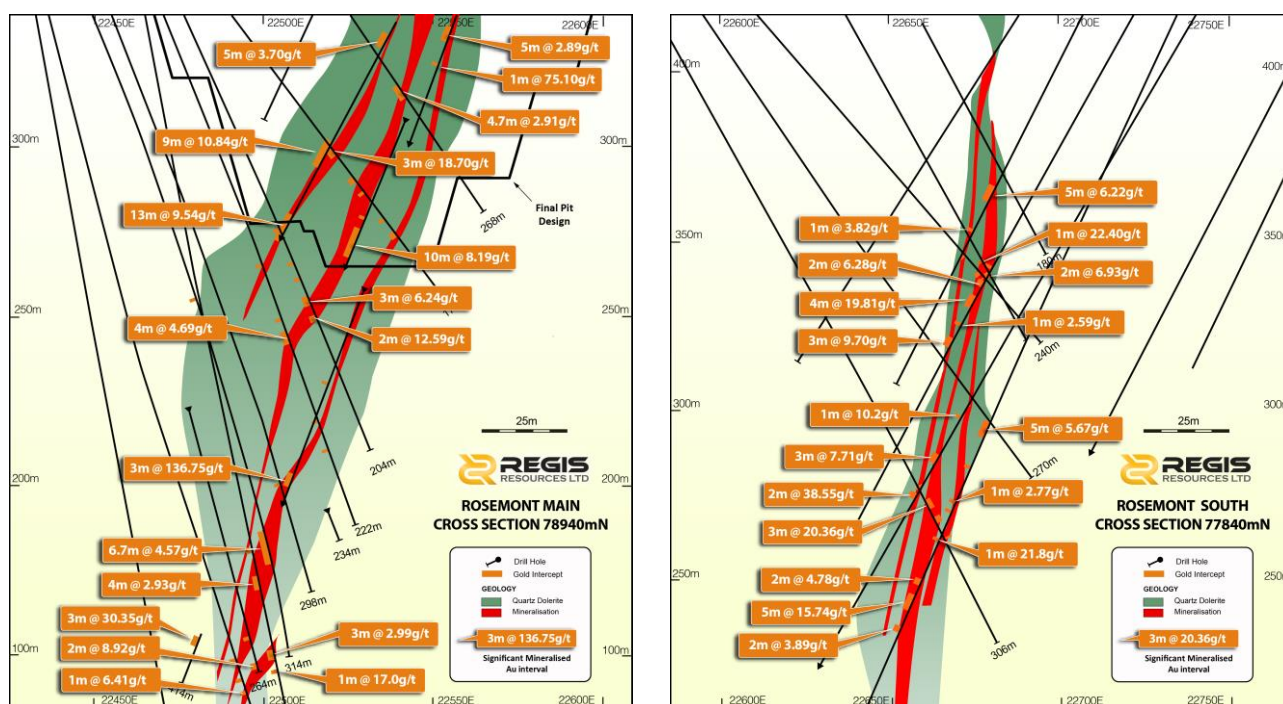 22450E
22500E
22550E
22600E
5m @ 3.70g/t
5m @ 2.89g/t
1m @ 75.10g/t
4.7m @ 2.91g/t
300m
9m @ 10.84g/t
3m @ 18.70g/t
300m
Final Pit
Design
268m
13m @ 9.54g/t
10m @ 8.19g/t
3m @ 6.24g/t
250m
4m @ 4.69g/t
2m @ 12.59g/t
250m
25m
204m
3m @ 136.75g/t
REGIS
RESOURCES LTD
200m
200m
ROSEMONT MAIN
CROSS SECTION 78940mN
222m
234m
6.7m @ 4.57g/t
4m @ 2.93g/t
298m
Drill Hole
Gold Intercept
GEOLOGY
Quartz Dolerite
Mineralisation
3m @ 136.75g/t
Significant Mineralised
Au interval
3m @ 30.35g/t
3m @ 2.99g/t
2m @ 8.92g/t
314m
100m
100m
1m @ 6.41g/t
264m
1m @ 17.0g/t
22450E
22500E
22550E
22600E
22600E
22650E
22700E
22750E
400m
400m
5m @ 6.22g/t
1m @ 3.82g/t
1m @ 22.40g/t
350m
350m
2m @ 6.28g/t
180m
2m @ 6.93g/t
4m @ 19.81g/t
1m @ 2.59g/t
3m @ 9.70g/t
240m
300m
300m
1m @ 10.2g/t
5m @ 5.67g/t
25m
3m @ 7.71g/t
270m
REGIS
RESOURCES LTD
2m @ 38.55g/t
1m @ 2.77g/t
ROSEMONT SOUTH
CROSS SECTION 77840mN
3m @ 20.36g/t
1m @ 21.8g/t
250m
250m
2m @ 4.78g/t
5m @ 15.74g/t
2m @ 3.89g/t
306m
Drill Hole
Gold Intercept
GEOLOGY
Quartz Dolerite
Mineralisation
3m @ 20.36g/t
Significant Mineralised
Au interval
22600E
22650E
22700E
22750E